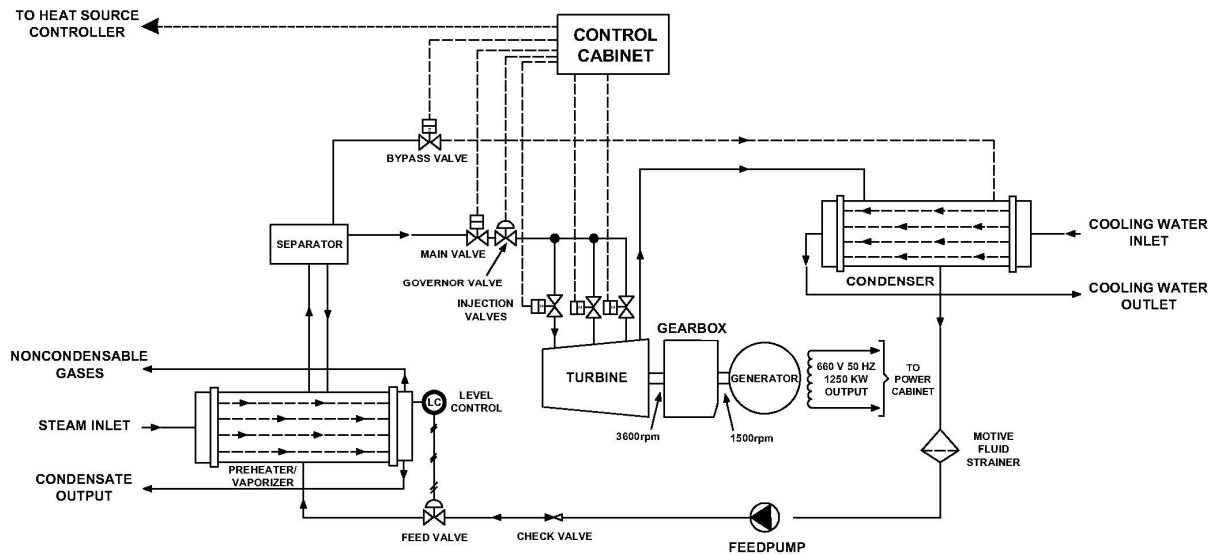 TO HEAT SOURCE
CONTROLLER
CONTROL
CABINET
BYPASS VALVE
SEPARATOR
MAIN VALVE
GOVERNOR VALVE
INJECTION
VALVES
CONDENSER
COOLING WATER
INLET
COOLING WATER
OUTLET
GEARBOX
TURBINE
GENERATOR
660 V 50 HZ
1250 KW
OUTPUT
TO
POWER
CABINET
3600rpm
1500rpm
NONCONDENSABLE
GASES
LC
LEVEL
CONTROL
STEAM INLET
PREHEATER/
VAPORIZER
CONDENSATE
OUTPUT
MOTIVE
FLUID
STRAINER
FEED VALVE
CHECK VALVE
FEEDPUMP